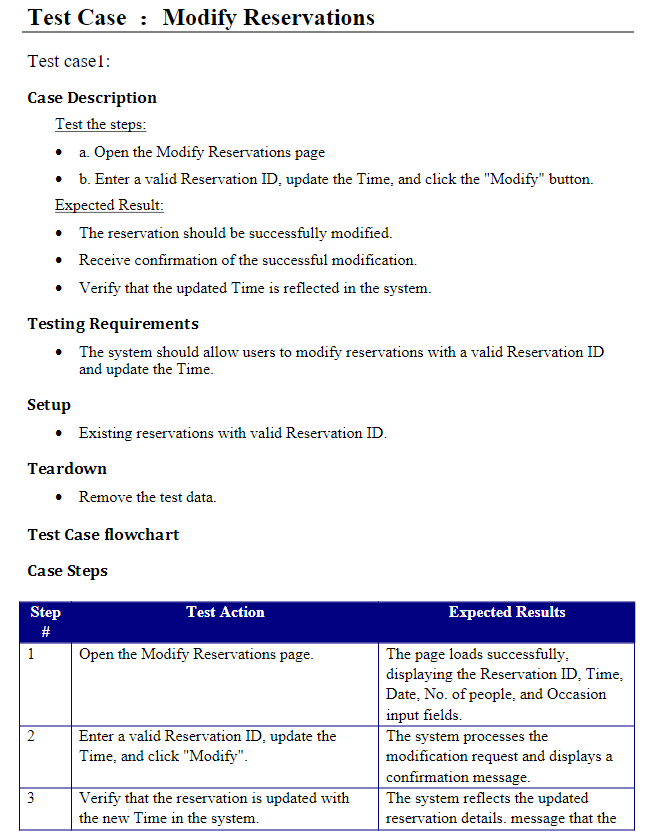 Test Case : Modify Reservations
Test case1:
Case Description
Test the steps:
• a. Open the Modify Reservations page
• b. Enter a valid Reservation ID, update the Time, and click the "Modify" button.
Expected Result:
• The reservation should be successfully modified.
• Receive confirmation of the successful modification.
• Verify that the updated Time is reflected in the system.
Testing Requirements
• The system should allow users to modify reservations with a valid Reservation ID
and update the Time.
Setup
• Existing reservations with valid Reservation ID.
Teardown
• Remove the test data.
Test Case flowchart
Case Steps
Step
#
Test Action
Expected Results
1
Open the Modify Reservations page.
The page loads successfully,
displaying the Reservation ID, Time,
Date, No. of people, and Occasion
input fields.
2
Enter a valid Reservation ID, update the
Time, and click "Modify".
The system processes the
modification request and displays a
confirmation message.
3
Verify that the reservation is updated with
the new Time in the system.
The system reflects the updated
reservation details. message that the